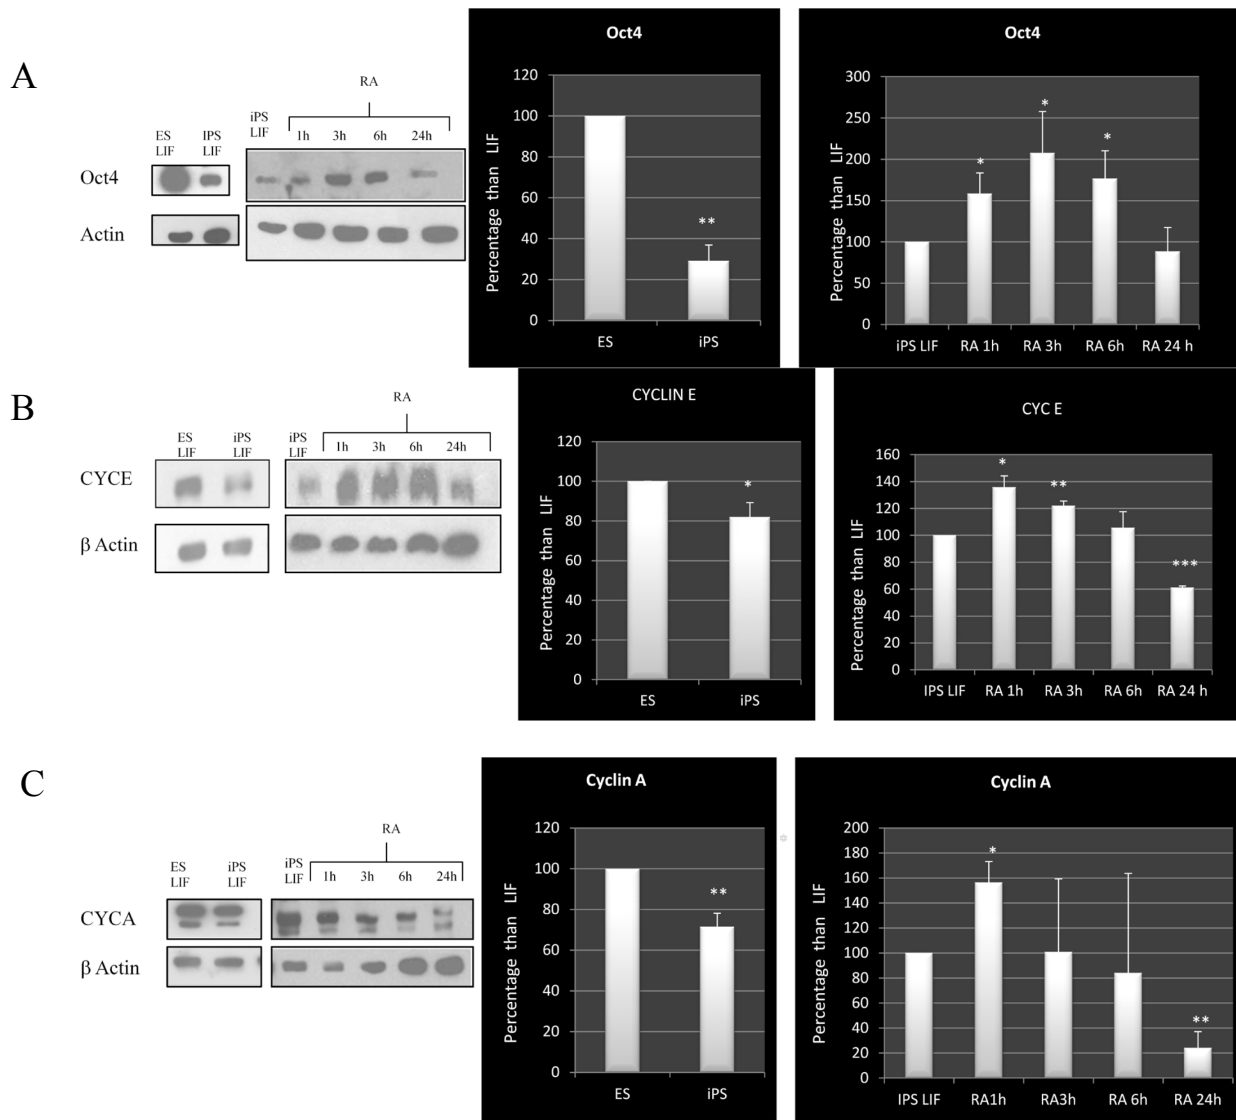 A
RA
ES LIF
IPS LIF
iPS LIF
1h 3h 6h 24h
Oct4
Actin
Oct4
Percentage than LIF
120
100
80
60
40
20
0
**
ES iPS
Oct4
Percentage than LIF
300
250
200
150
100
50
0
* * *
iPS LIF RA 1h RA 3h RA 6h RA 24 h
B
RA
ES LIF
iPS LIF
iPS LIF
1h 3h 6h 24h
CYCE
β Actin
CYCLIN E
Percentage than LIF
120
100
80
60
40
20
0
*
ES iPS
CYC E
Percentage than LIF
160
140
120
100
80
60
40
20
0
* ** ***
IPS LIF RA 1h RA 3h RA 6h RA 24 h
C
RA
ES LIF
iPS LIF
iPS LIF
1h 3h 6h 24h
CYCA
β Actin
Cyclin A
Percentage than LIF
120
100
80
60
40
20
0
**
ES iPS
Cyclin A
Percentage than LIF
200
180
160
140
120
100
80
60
40
20
0
* **
IPS LIF RA1h RA3h RA 6h RA 24h